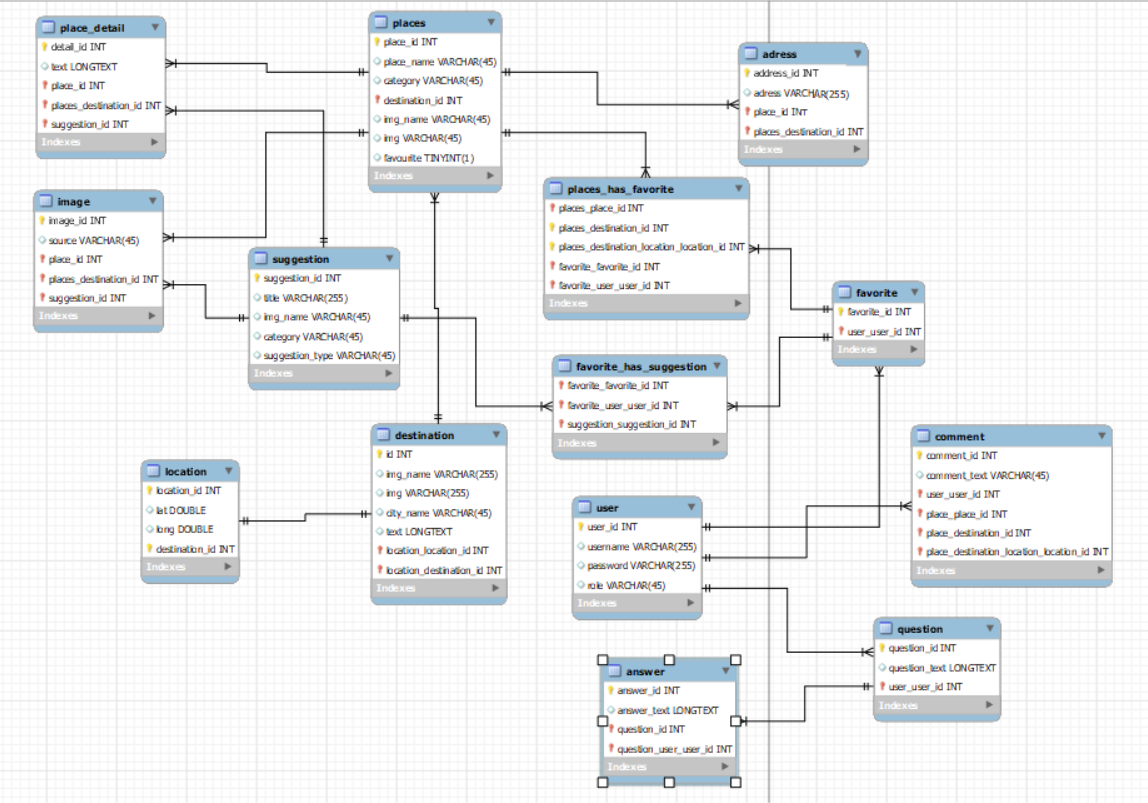 place_detail
detail_id INT
text LONGTEXT
place_id INT
places_destination_id INT
suggestion_id INT
Indexes
places
place_id INT
place_name VARCHAR(45)
category VARCHAR(45)
destination_id INT
img_name VARCHAR(45)
img VARCHAR(45)
favourite TINYINT(1)
Indexes
adress
address_id INT
adress VARCHAR(255)
place_id INT
places_destination_id INT
Indexes
image
image_id INT
source VARCHAR(45)
place_id INT
places_destination_id INT
suggestion_id INT
Indexes
suggestion
suggestion_id INT
title VARCHAR(255)
img_name VARCHAR(45)
category VARCHAR(45)
suggestion_type VARCHAR(45)
Indexes
places_has_favorite
places_place_id INT
places_destination_id INT
places_destination_location_location_id INT
favorite_favorite_id INT
favorite_user_user_id INT
Indexes
favorite
favorite_id INT
user_user_id INT
Indexes
favorite_has_suggestion
favorite_favorite_id INT
favorite_user_user_id INT
suggestion_suggestion_id INT
Indexes
location
location_id INT
lat DOUBLE
long DOUBLE
destination_id INT
Indexes
destination
id INT
img_name VARCHAR(255)
img VARCHAR(255)
city_name VARCHAR(45)
text LONGTEXT
location_location_id INT
location_destination_id INT
Indexes
user
user_id INT
username VARCHAR(255)
password VARCHAR(255)
role VARCHAR(45)
Indexes
comment
comment_id INT
comment_text VARCHAR(45)
user_user_id INT
place_place_id INT
place_destination_id INT
place_destination_location_location_id INT
Indexes
question
question_id INT
question_text LONGTEXT
user_user_id INT
Indexes
answer
answer_id INT
answer_text LONGTEXT
question_id INT
question_user_user_id INT
Indexes